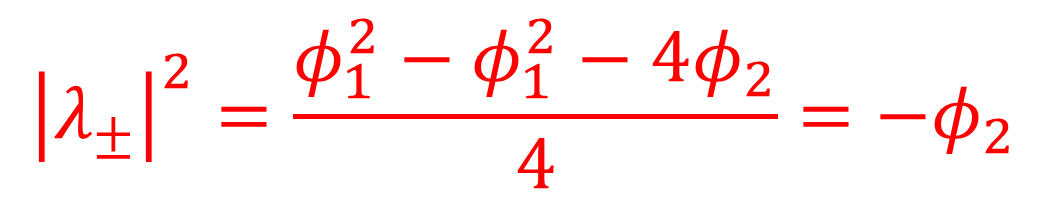 |λ±|² = (ϕ₁² − ϕ₁² − 4ϕ₂)/4 = −ϕ₂